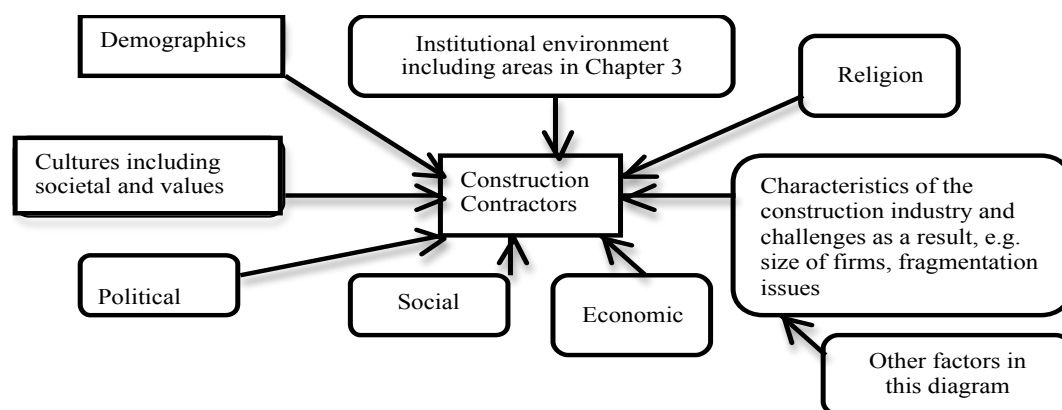 Demographics
Institutional environment
including areas in Chapter 3
Religion
Cultures including
societal and values
Construction
Contractors
Characteristics of the
construction industry and
challenges as a result, e.g.
size of firms, fragmentation
issues
Political
Social
Economic
Other factors in
this diagram